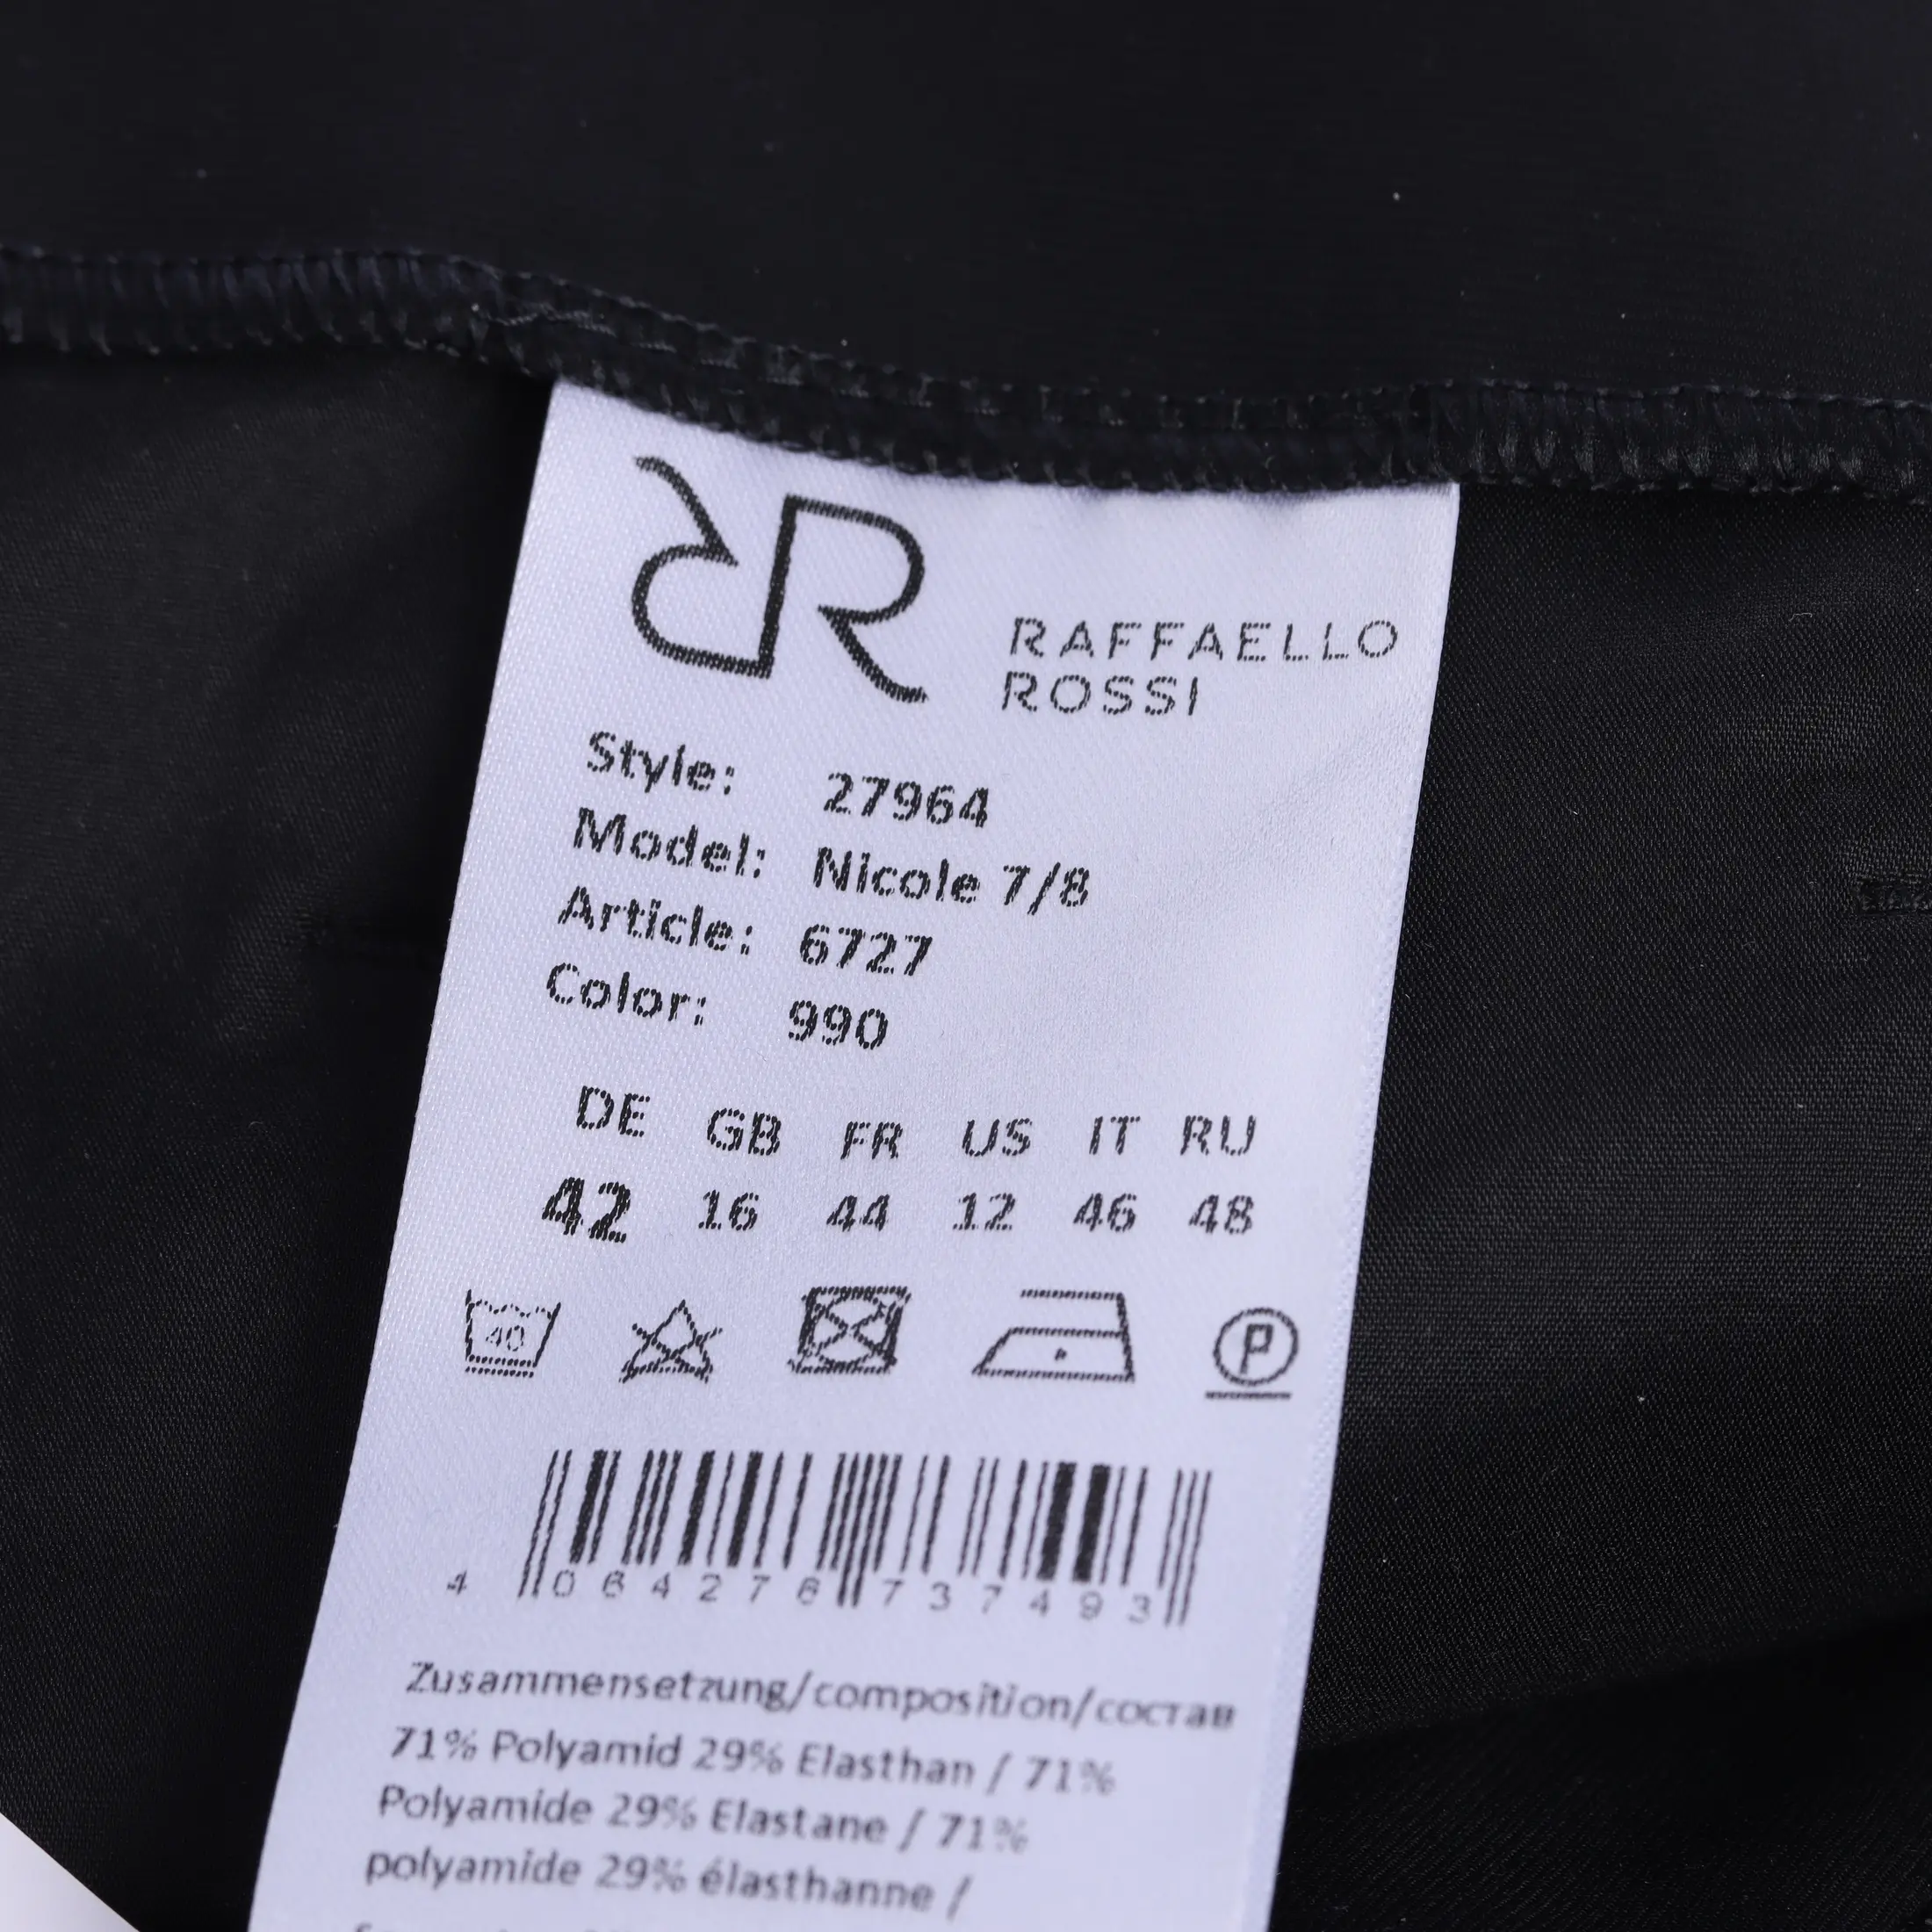 RR
RAFFAELLO
ROSSI
Style: 27964
Model: Nicole 7/8
Article: 6727
Color: 990
DE GB FR US IT RU
42 16 44 12 46 48
40 P
4 064276 737493
Zusammensetzung/composition/состав
71% Polyamid 29% Elasthan / 71%
Polyamide 29% Elastane / 71%
polyamide 29% élasthanne /